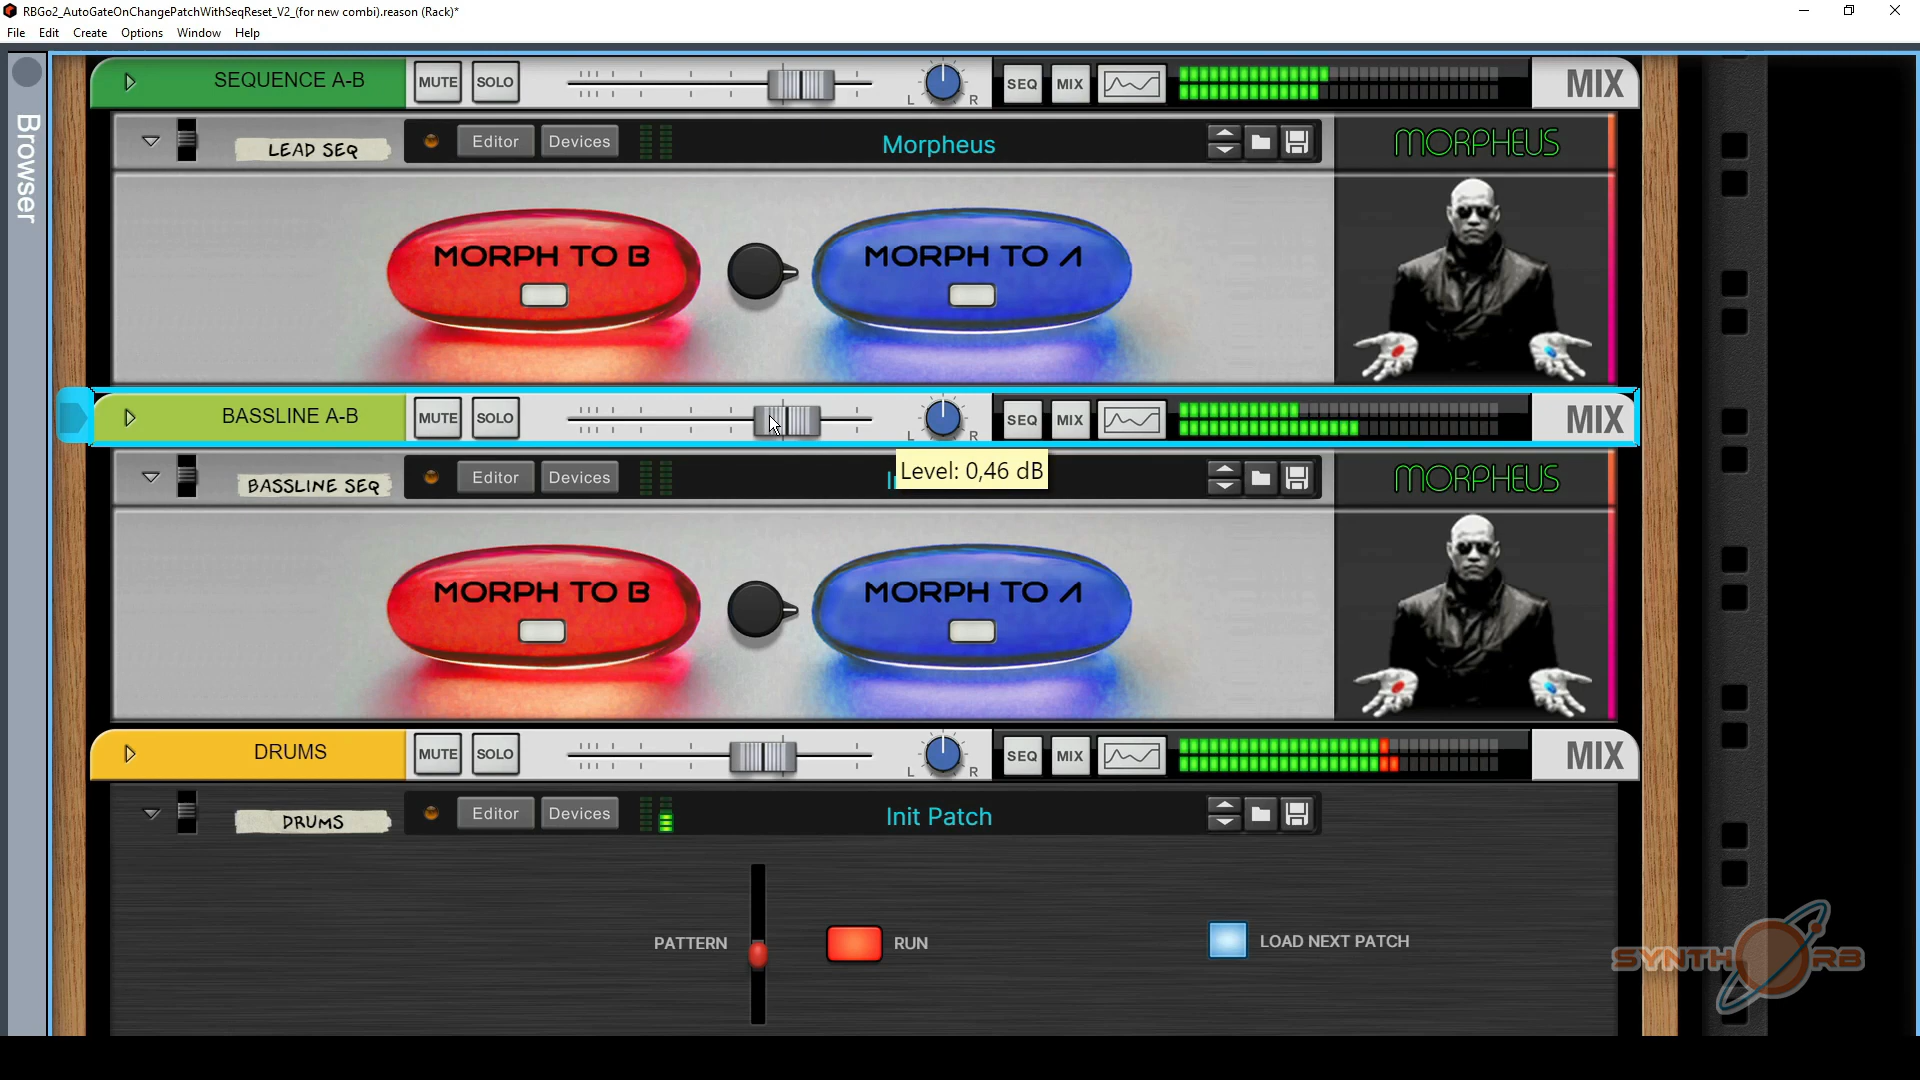 RBGo2_AutoGateOnChangePatchWithSeqReset_V2_(for new combi).reason (Rack)*
File Edit Create Options Window Help
Browser
SEQUENCE A-B MUTE SOLO L R SEQ MIX MIX
LEAD SEQ Editor Devices Morpheus MORPHEUS
MORPH TO B MORPH TO A
BASSLINE A-B MUTE SOLO L R SEQ MIX MIX
Level: 0,46 dB
BASSLINE SEQ Editor Devices MORPHEUS
MORPH TO B MORPH TO A
DRUMS MUTE SOLO L R SEQ MIX MIX
DRUMS Editor Devices Init Patch
PATTERN RUN LOAD NEXT PATCH
SYNTH RB